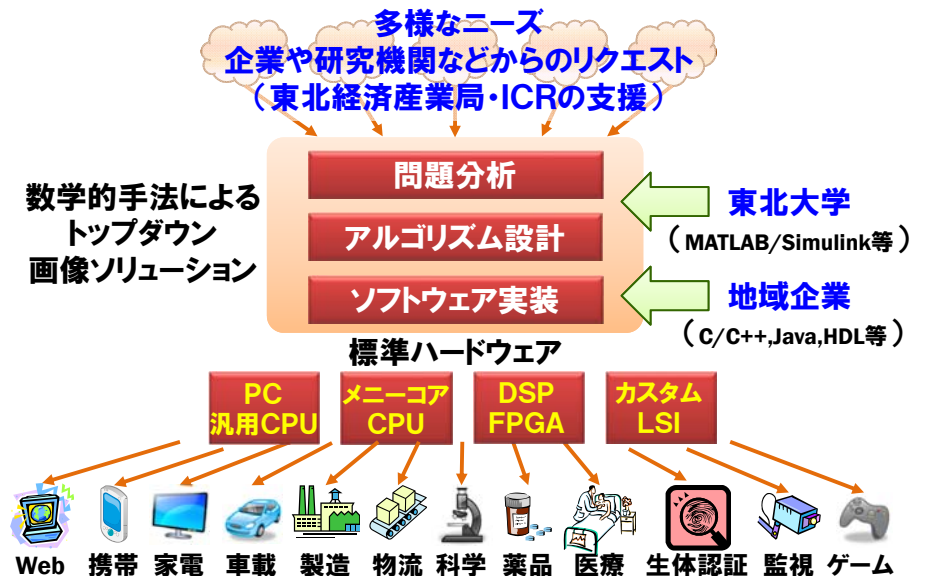 多様なニーズ
企業や研究機関などからのリクエスト
（東北経済産業局・ICRの支援）
数学的手法による
トップダウン
画像ソリューション
問題分析
アルゴリズム設計
ソフトウェア実装
東北大学
（MATLAB/Simulink等）
地域企業
（C/C++,Java,HDL等）
標準ハードウェア
PC
汎用CPU
メニーコア
CPU
DSP
FPGA
カスタム
LSI
Web 携帯 家電 車載 製造 物流 科学 薬品 医療 生体認証 監視 ゲーム